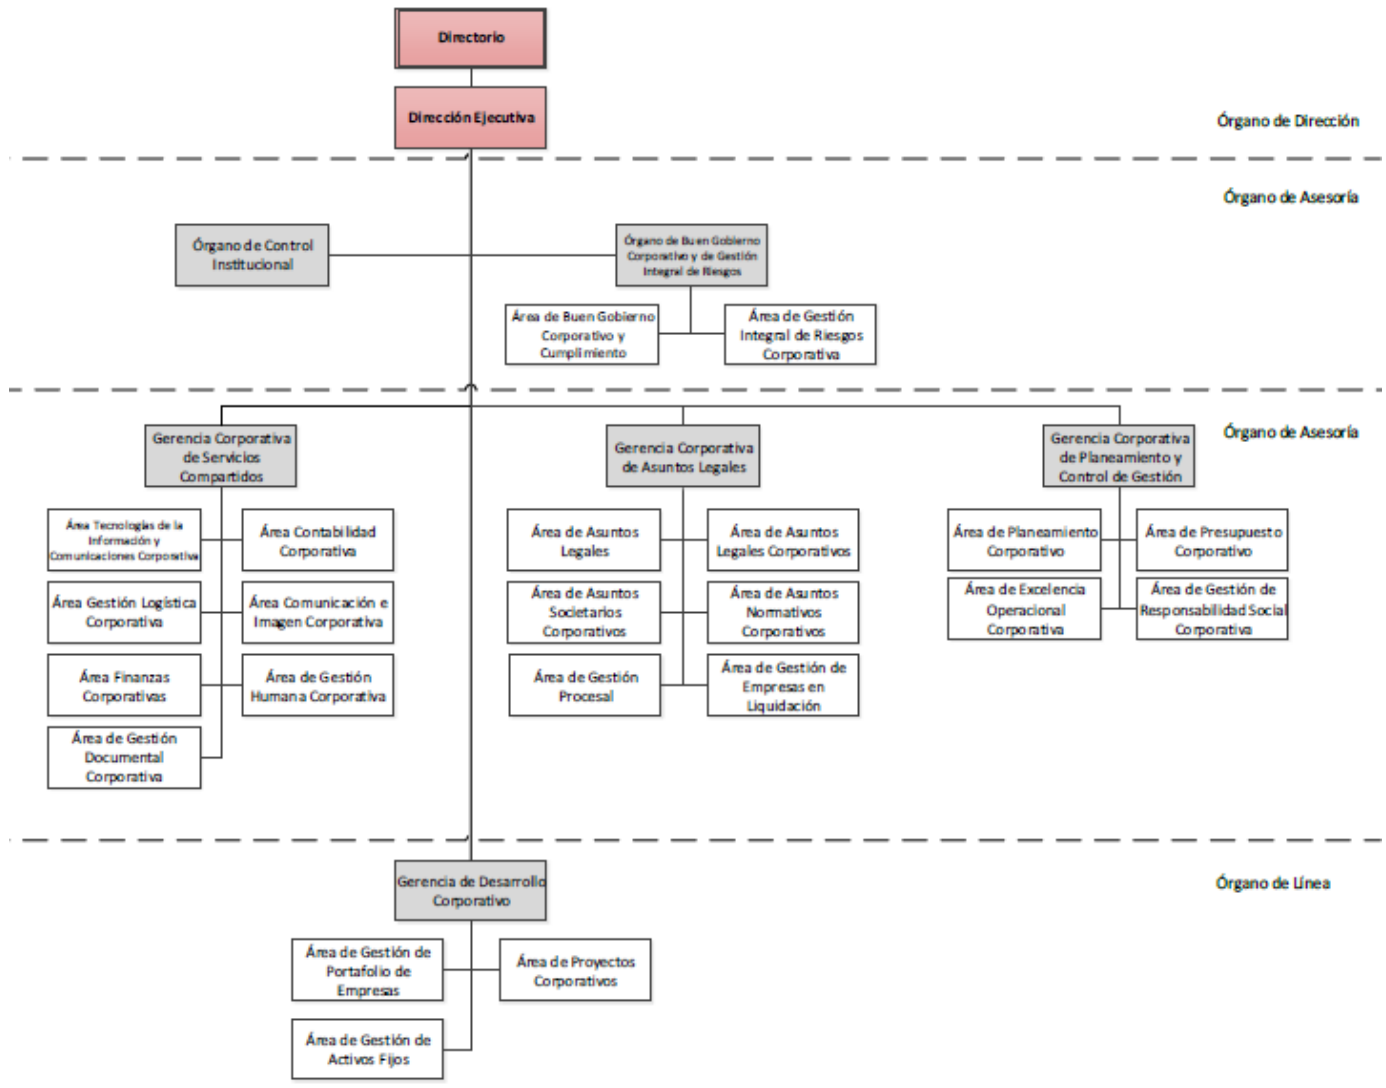 Directorio
Dirección Ejecutiva
Órgano de Dirección
Órgano de Asesoría
Órgano de Control
Institucional
Órgano de Buen Gobierno
Corporativo y de Gestión
Integral de Riesgos
Área de Buen Gobierno
Corporativo y
Cumplimiento
Área de Gestión
Integral de Riesgos
Corporativa
Órgano de Asesoría
Gerencia Corporativa
de Servicios
Compartidos
Gerencia Corporativa
de Asuntos Legales
Gerencia Corporativa
de Planeamiento y
Control de Gestión
Área Tecnologías de la
Información y
Comunicaciones Corporativa
Área Contabilidad
Corporativa
Área Gestión Logística
Corporativa
Área Comunicación e
Imagen Corporativa
Área Finanzas
Corporativas
Área de Gestión
Humana Corporativa
Área de Gestión
Documental
Corporativa
Área de Asuntos
Legales
Área de Asuntos
Legales Corporativos
Área de Asuntos
Societarios
Corporativos
Área de Asuntos
Normativos
Corporativos
Área de Gestión
Procesal
Área de Gestión de
Empresas en
Liquidación
Área de Planeamiento
Corporativo
Área de Presupuesto
Corporativo
Área de Excelencia
Operacional
Corporativa
Área de Gestión de
Responsabilidad Social
Corporativa
Órgano de Línea
Gerencia de Desarrollo
Corporativo
Área de Gestión de
Portafolio de
Empresas
Área de Proyectos
Corporativos
Área de Gestión de
Activos Fijos